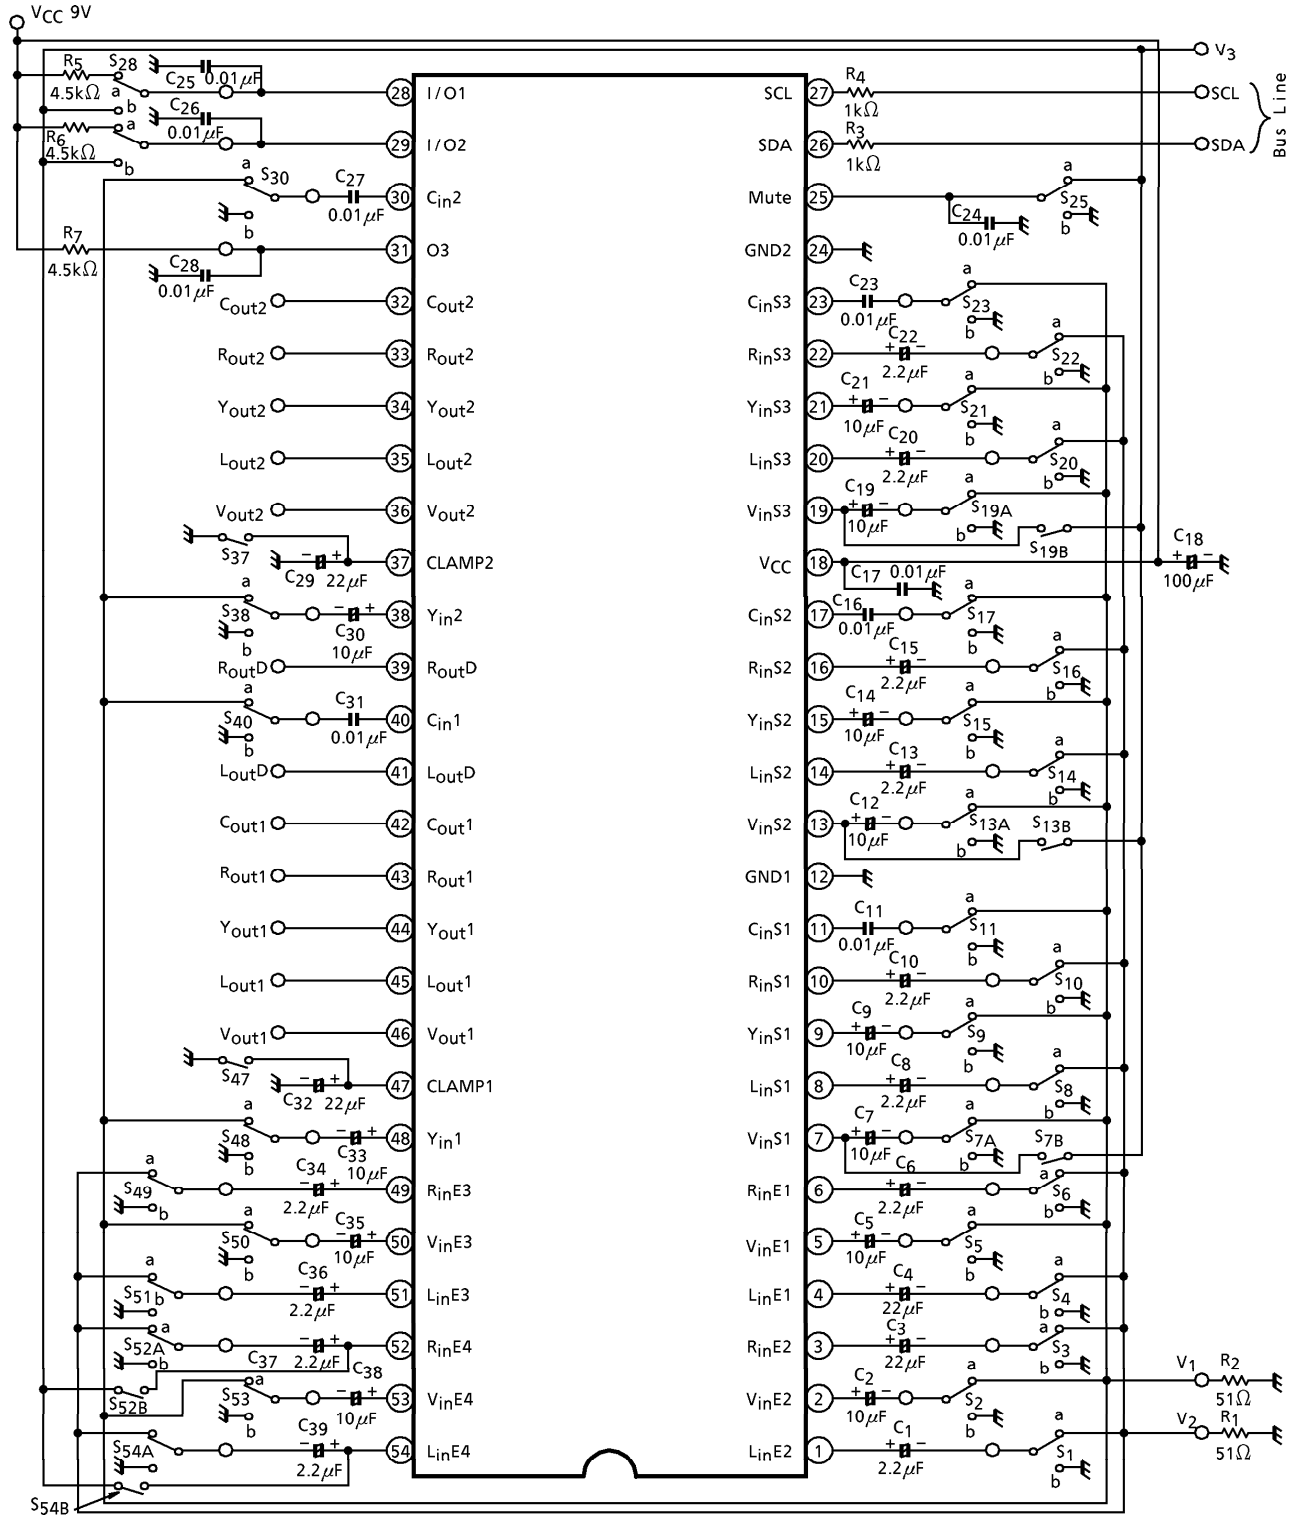 VCC 9V
V3
R5
4.5kΩ
S28
a
b
C25
0.01μF
28
I/O1
SCL
27
R4
1kΩ
SCL
R6
4.5kΩ
a
b
C26
0.01μF
29
I/O2
SDA
26
R3
1kΩ
SDA
Bus Line
a
S30
b
C27
0.01μF
30
Cin2
Mute
25
C24
0.01μF
a
S25
b
R7
4.5kΩ
C28
0.01μF
31
O3
GND2
24
Cout2
32
Cout2
CinS3
23
C23
0.01μF
a
S23
b
Rout2
33
Rout2
RinS3
22
+ C22 −
2.2μF
a
S22
b
Yout2
34
Yout2
YinS3
21
C21
+ −
10μF
a
S21
b
Lout2
35
Lout2
LinS3
20
C20
+ −
2.2μF
a
S20
b
Vout2
36
Vout2
VinS3
19
C19
+ −
10μF
a
S19A
b
S19B
S37
− +
C29 22μF
37
CLAMP2
VCC
18
C17 0.01μF
C18
+ −
100μF
a
S38
b
− +
C30
10μF
38
Yin2
CinS2
17
C16
0.01μF
a
S17
b
RoutD
39
RoutD
RinS2
16
C15
+ −
2.2μF
a
S16
b
a
S40
b
C31
0.01μF
40
Cin1
YinS2
15
C14
+ −
10μF
a
S15
b
LoutD
41
LoutD
LinS2
14
C13
+ −
2.2μF
a
S14
b
Cout1
42
Cout1
VinS2
13
C12
+ −
10μF
a
S13A
b
S13B
Rout1
43
Rout1
GND1
12
Yout1
44
Yout1
CinS1
11
C11
0.01μF
a
S11
b
Lout1
45
Lout1
RinS1
10
C10
+ −
2.2μF
a
S10
b
Vout1
46
Vout1
YinS1
9
C9
+ −
10μF
a
S9
b
S47
− +
C32 22μF
47
CLAMP1
LinS1
8
C8
+ −
2.2μF
a
S8
b
a
S48
b
− +
C33
10μF
48
Yin1
VinS1
7
C7
+ −
10μF
a
S7A
b
S7B
a
S49
b
C34
− +
2.2μF
49
RinE3
RinE1
6
C6
+ −
2.2μF
a
S6
b
a
S50
b
C35
− +
10μF
50
VinE3
VinE1
5
C5
+ −
10μF
a
S5
b
a
S51
b
C36
− +
2.2μF
51
LinE3
LinE1
4
C4
+ −
22μF
a
S4
b
a
S52A
b
− +
C37 2.2μF
52
RinE4
RinE2
3
C3
+ −
22μF
a
S3
b
S52B
a
S53
b
C38
− +
10μF
53
VinE4
VinE2
2
C2
+ −
10μF
a
S2
b
V1
R2
51Ω
S54A
C39
− +
2.2μF
54
LinE4
LinE2
1
C1
+ −
2.2μF
a
S1
b
V2
R1
51Ω
S54B